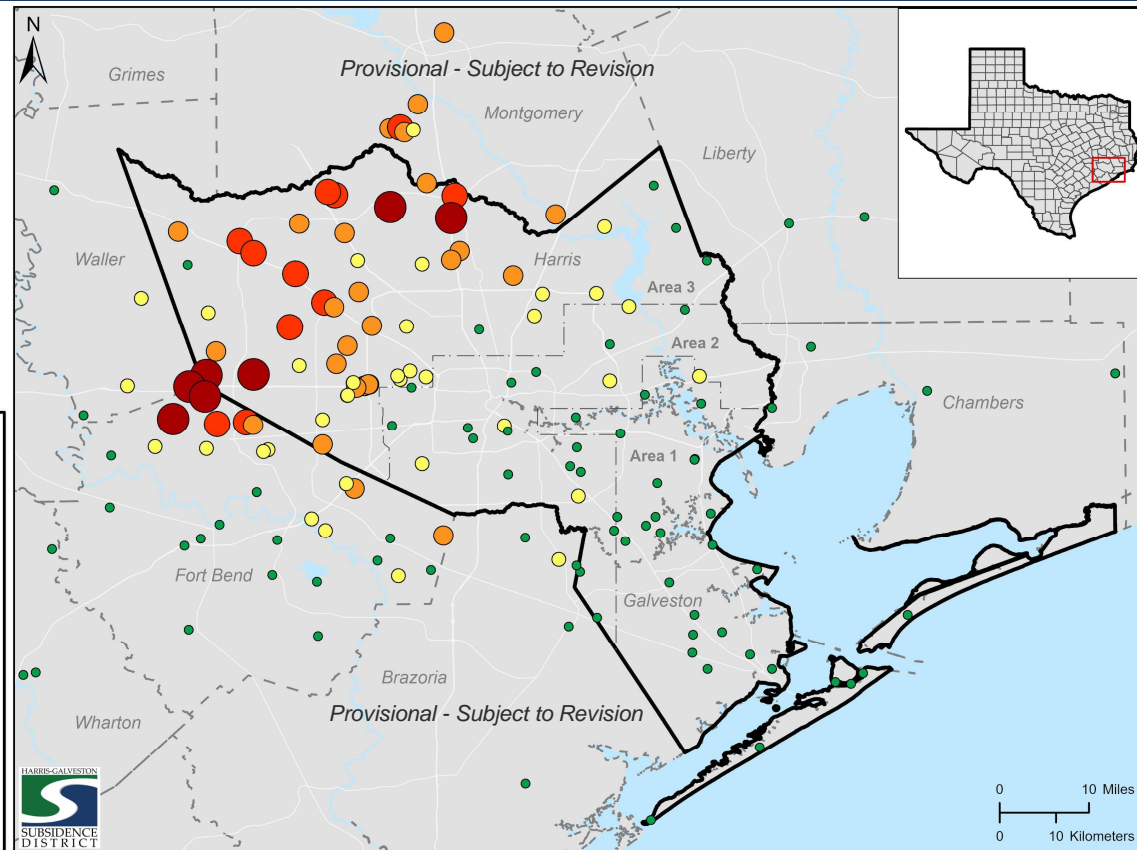 N
Grimes
Provisional - Subject to Revision
Montgomery
Liberty
Waller
Harris
Area 3
Area 2
Chambers
Area 1
Fort Bend
Galveston
Brazoria
Provisional - Subject to Revision
Wharton
HARRIS-GALVESTON
SUBSIDENCE
DISTRICT
0 10 Miles
0 10 Kilometers